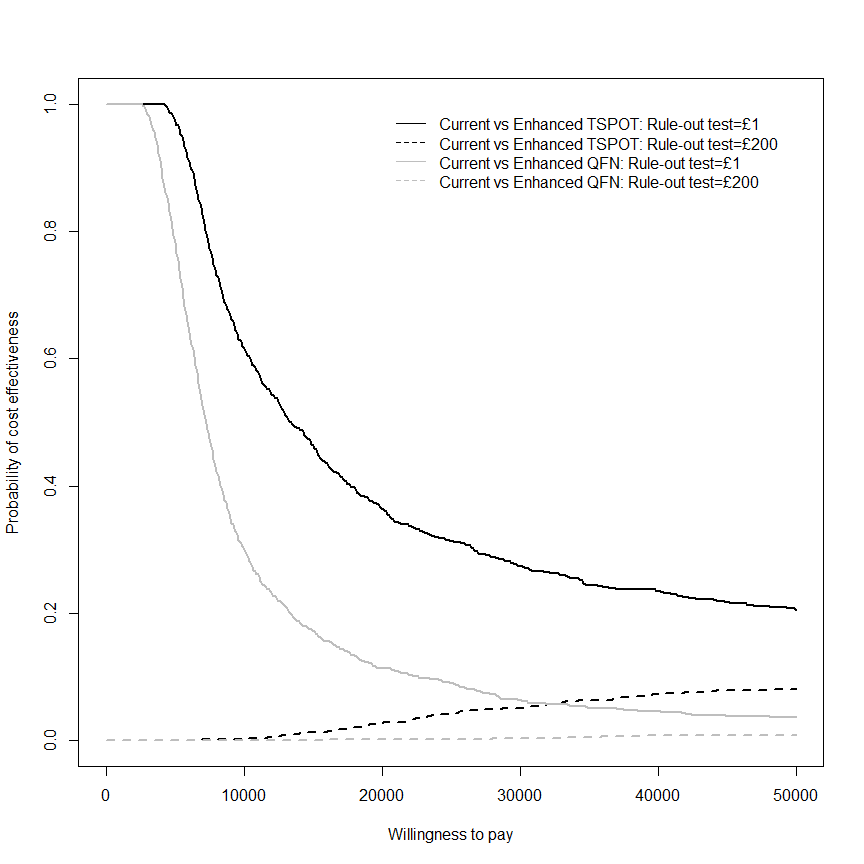 Current vs Enhanced TSPOT: Rule-out test=£1
Current vs Enhanced TSPOT: Rule-out test=£200
Current vs Enhanced QFN: Rule-out test=£1
Current vs Enhanced QFN: Rule-out test=£200
Probability of cost effectiveness
1.0
0.8
0.6
0.4
0.2
0.0
0 10000 20000 30000 40000 50000
Willingness to pay